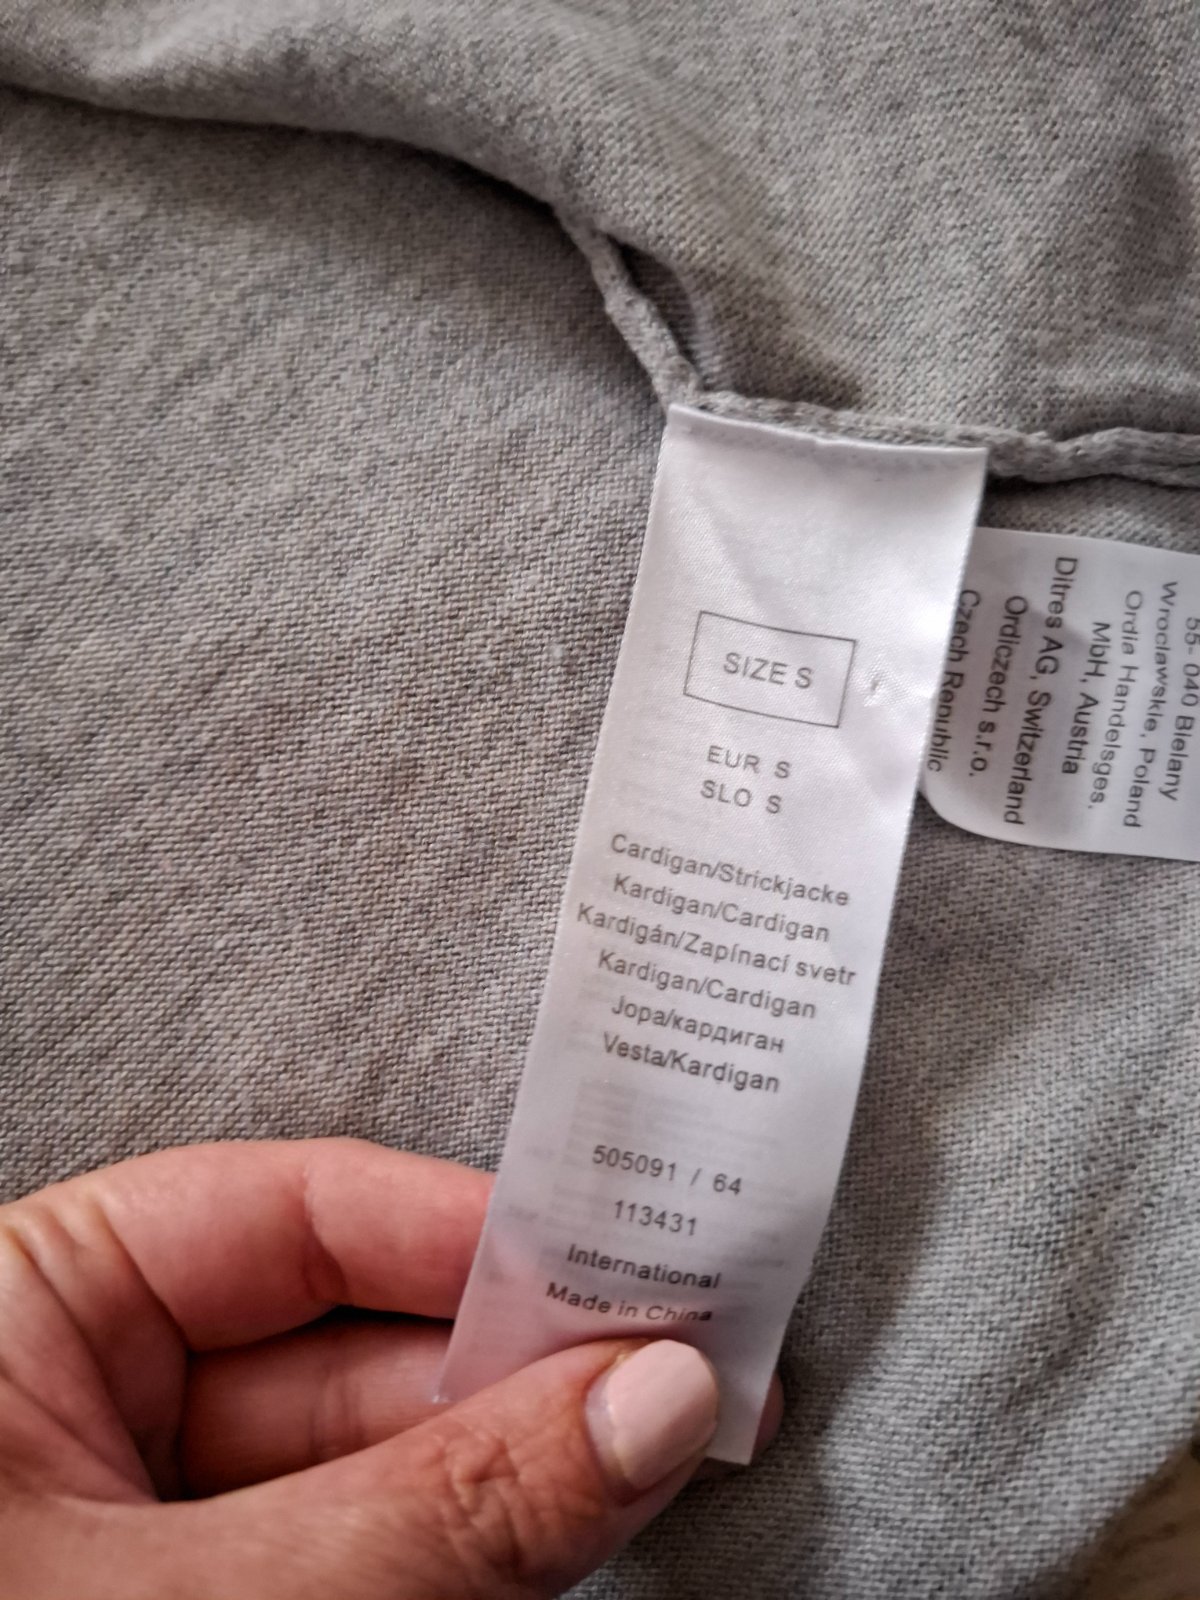 SIZE S
EUR S
SLO S
Cardigan/Strickjacke
Kardigan/Cardigan
Kardigán/Zapínací svetr
Kardigan/Cardigan
Jopa/кардиган
Vesta/Kardigan
505091 / 64
113431
International
Made in China
55- 040 Bielany
Wroclawskie, Poland
Ordia Handelsges.
MbH, Austria
Ditres AG, Switzerland
Ordiczech s.r.o.
Czech Republic